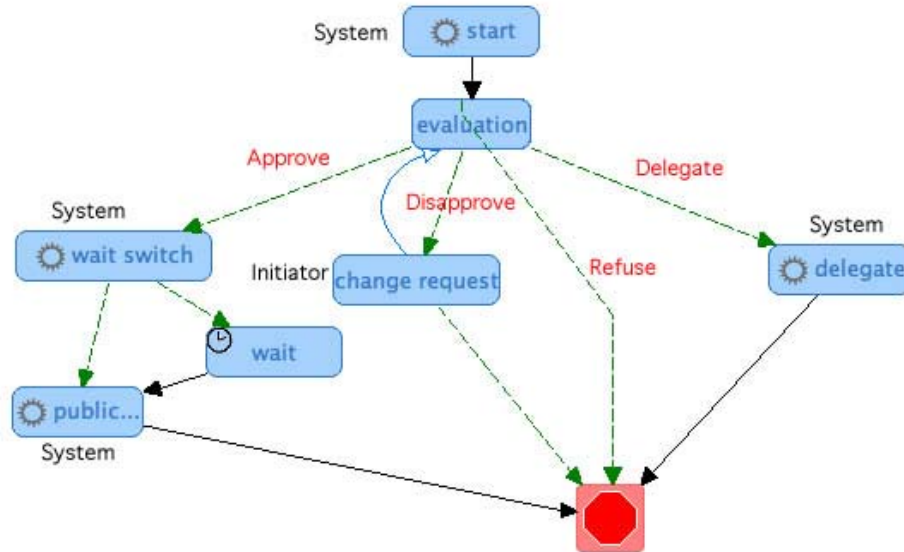 System
start
evaluation
Approve
Delegate
Disapprove
System
System
wait switch
Initiator
change request
Refuse
delegate
wait
public...
System